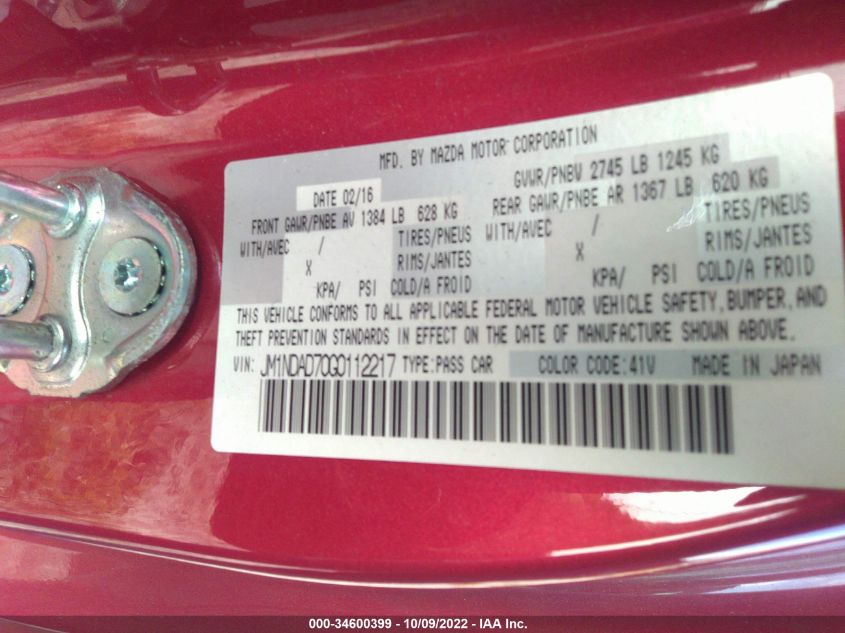 MFD. BY MAZDA MOTOR CORPORATION
DATE 02/16 GVWR/PNBV 2745 LB 1245 KG
FRONT GAWR/PNBE AV 1384 LB 628 KG REAR GAWR/PNBE AR 1367 LB 620 KG
WITH/AVEC / TIRES/PNEUS WITH/AVEC / TIRES/PNEUS
X RIMS/JANTES X RIMS/JANTES
KPA/ PSI COLD/A FROID KPA/ PSI COLD/A FROID
THIS VEHICLE CONFORMS TO ALL APPLICABLE FEDERAL MOTOR VEHICLE SAFETY, BUMPER, AND
THEFT PREVENTION STANDARDS IN EFFECT ON THE DATE OF MANUFACTURE SHOWN ABOVE.
VIN: JM1NDAD70G0112217 TYPE:PASS CAR COLOR CODE:41V MADE IN JAPAN
000-34600399 - 10/09/2022 - IAA Inc.